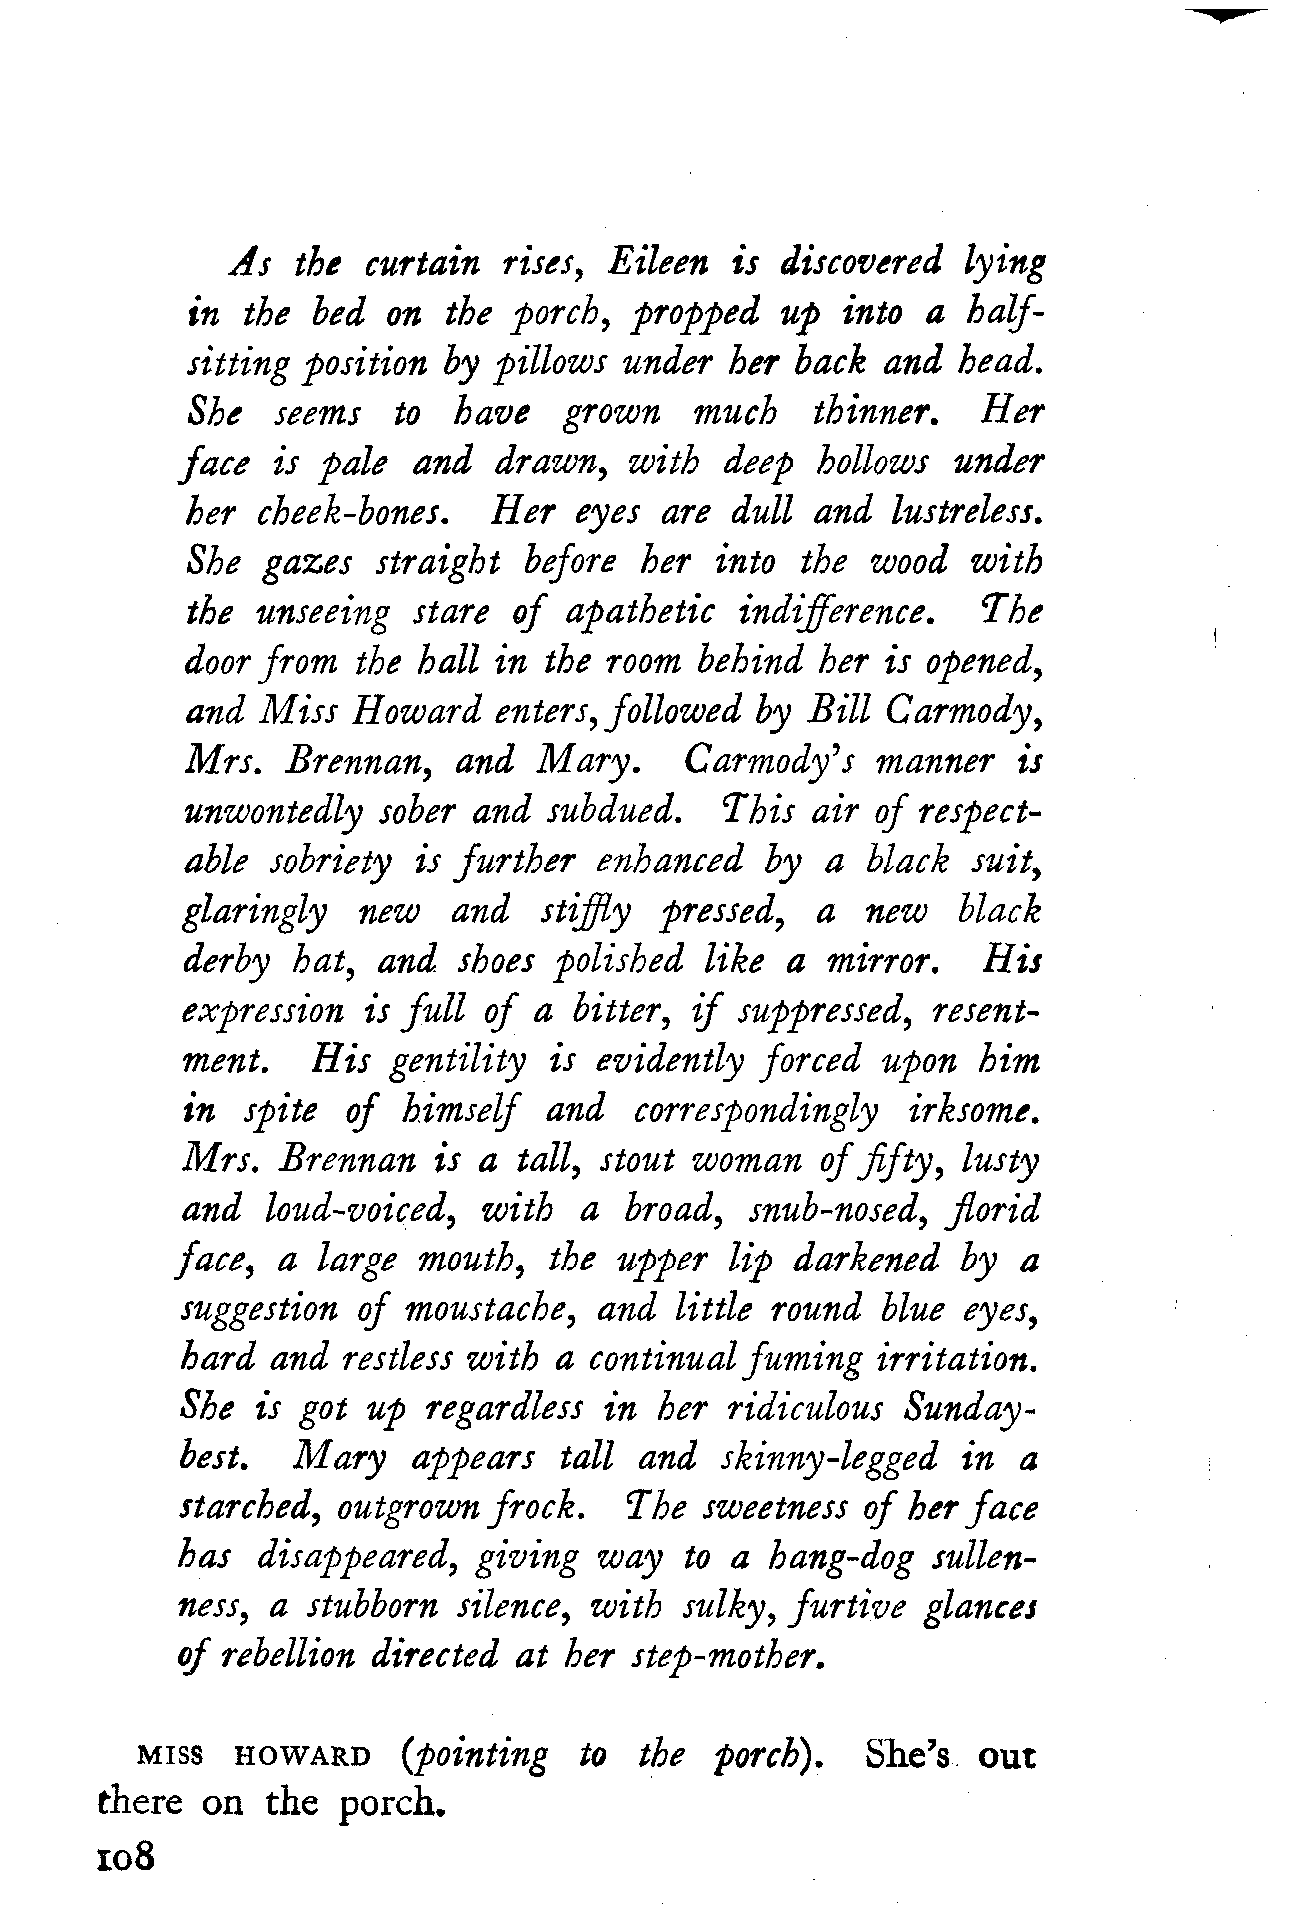 As the curtain rises, Eileen is discovered lying
in the bed on the porch, propped up into a half-
sitting position by pillows under her back and head.
She seems to have grown much thinner. Her
face is pale and drawn, with deep hollows under
her cheek-bones. Her eyes are dull and lustreless.
She gazes straight before her into the wood with
the unseeing stare of apathetic indifference. The
door from the hall in the room behind her is opened,
and Miss Howard enters, followed by Bill Carmody,
Mrs. Brennan, and Mary. Carmody's manner is
unwontedly sober and subdued. This air of respect-
able sobriety is further enhanced by a black suit,
glaringly new and stiffly pressed, a new black
derby hat, and shoes polished like a mirror. His
expression is full of a bitter, if suppressed, resent-
ment. His gentility is evidently forced upon him
in spite of himself and correspondingly irksome.
Mrs. Brennan is a tall, stout woman of fifty, lusty
and loud-voiced, with a broad, snub-nosed, florid
face, a large mouth, the upper lip darkened by a
suggestion of moustache, and little round blue eyes,
hard and restless with a continual fuming irritation.
She is got up regardless in her ridiculous Sunday-
best. Mary appears tall and skinny-legged in a
starched, outgrown frock. The sweetness of her face
has disappeared, giving way to a hang-dog sullen-
ness, a stubborn silence, with sulky, furtive glances
of rebellion directed at her step-mother.
MISS HOWARD (pointing to the porch). She's out
there on the porch.
108